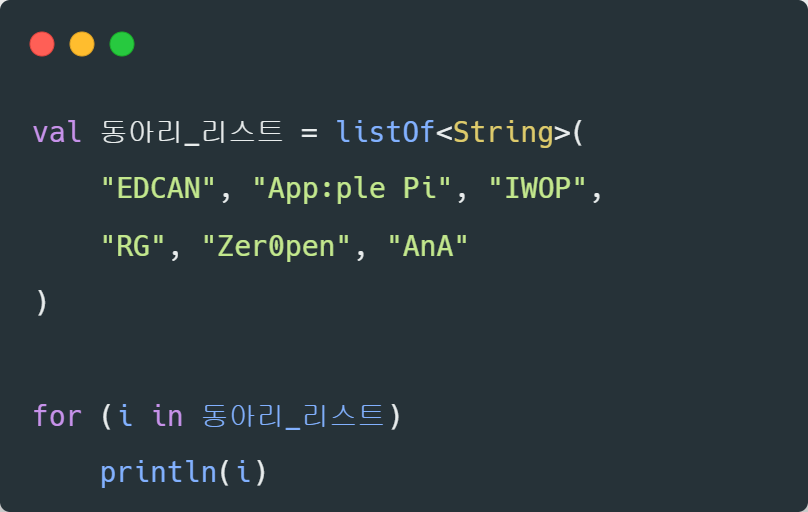 val 동아리_리스트 = listOf<String>(
    "EDCAN", "App:ple Pi", "IWOP",
    "RG", "Zer0pen", "AnA"
)
for (i in 동아리_리스트)
    println(i)